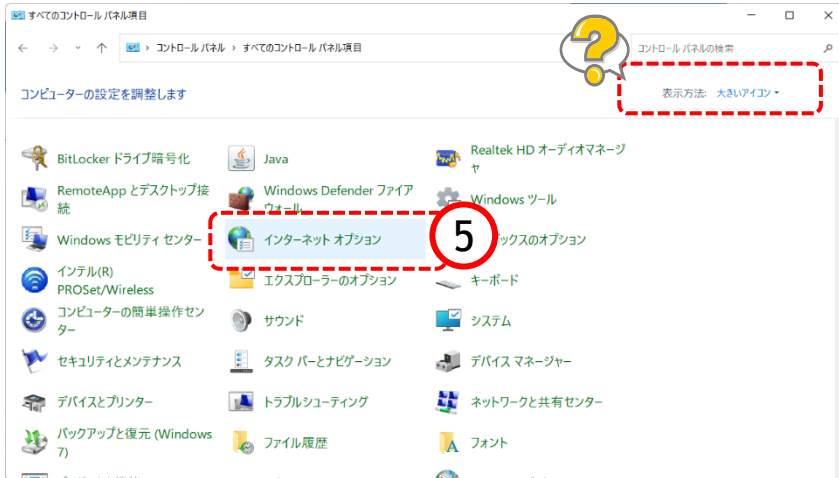 すべてのコントロール パネル項目
コントロール パネル › すべてのコントロール パネル項目
コントロール パネルの検索
コンピューターの設定を調整します
表示方法: 大きいアイコン
BitLocker ドライブ暗号化
Java
Realtek HD オーディオマネージ
ャ
RemoteApp とデスクトップ接
続
Windows Defender ファイア
ウォール
Windows ツール
Windows モビリティ センター
インターネット オプション
5
ックスのオプション
インテル(R)
PROSet/Wireless
エクスプローラーのオプション
キーボード
コンピューターの簡単操作セン
ター
サウンド
システム
セキュリティとメンテナンス
タスク バーとナビゲーション
デバイス マネージャー
デバイスとプリンター
トラブルシューティング
ネットワークと共有センター
バックアップと復元 (Windows
7)
ファイル履歴
フォント